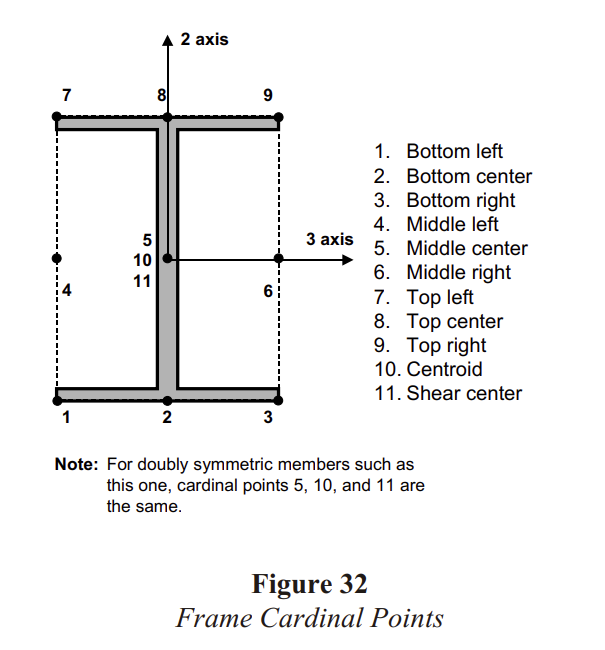 2 axis
7
8
9
5
10
11
3 axis
4
6
1
2
3
1. Bottom left
2. Bottom center
3. Bottom right
4. Middle left
5. Middle center
6. Middle right
7. Top left
8. Top center
9. Top right
10. Centroid
11. Shear center
Note: For doubly symmetric members such as
this one, cardinal points 5, 10, and 11 are
the same.
Figure 32
Frame Cardinal Points